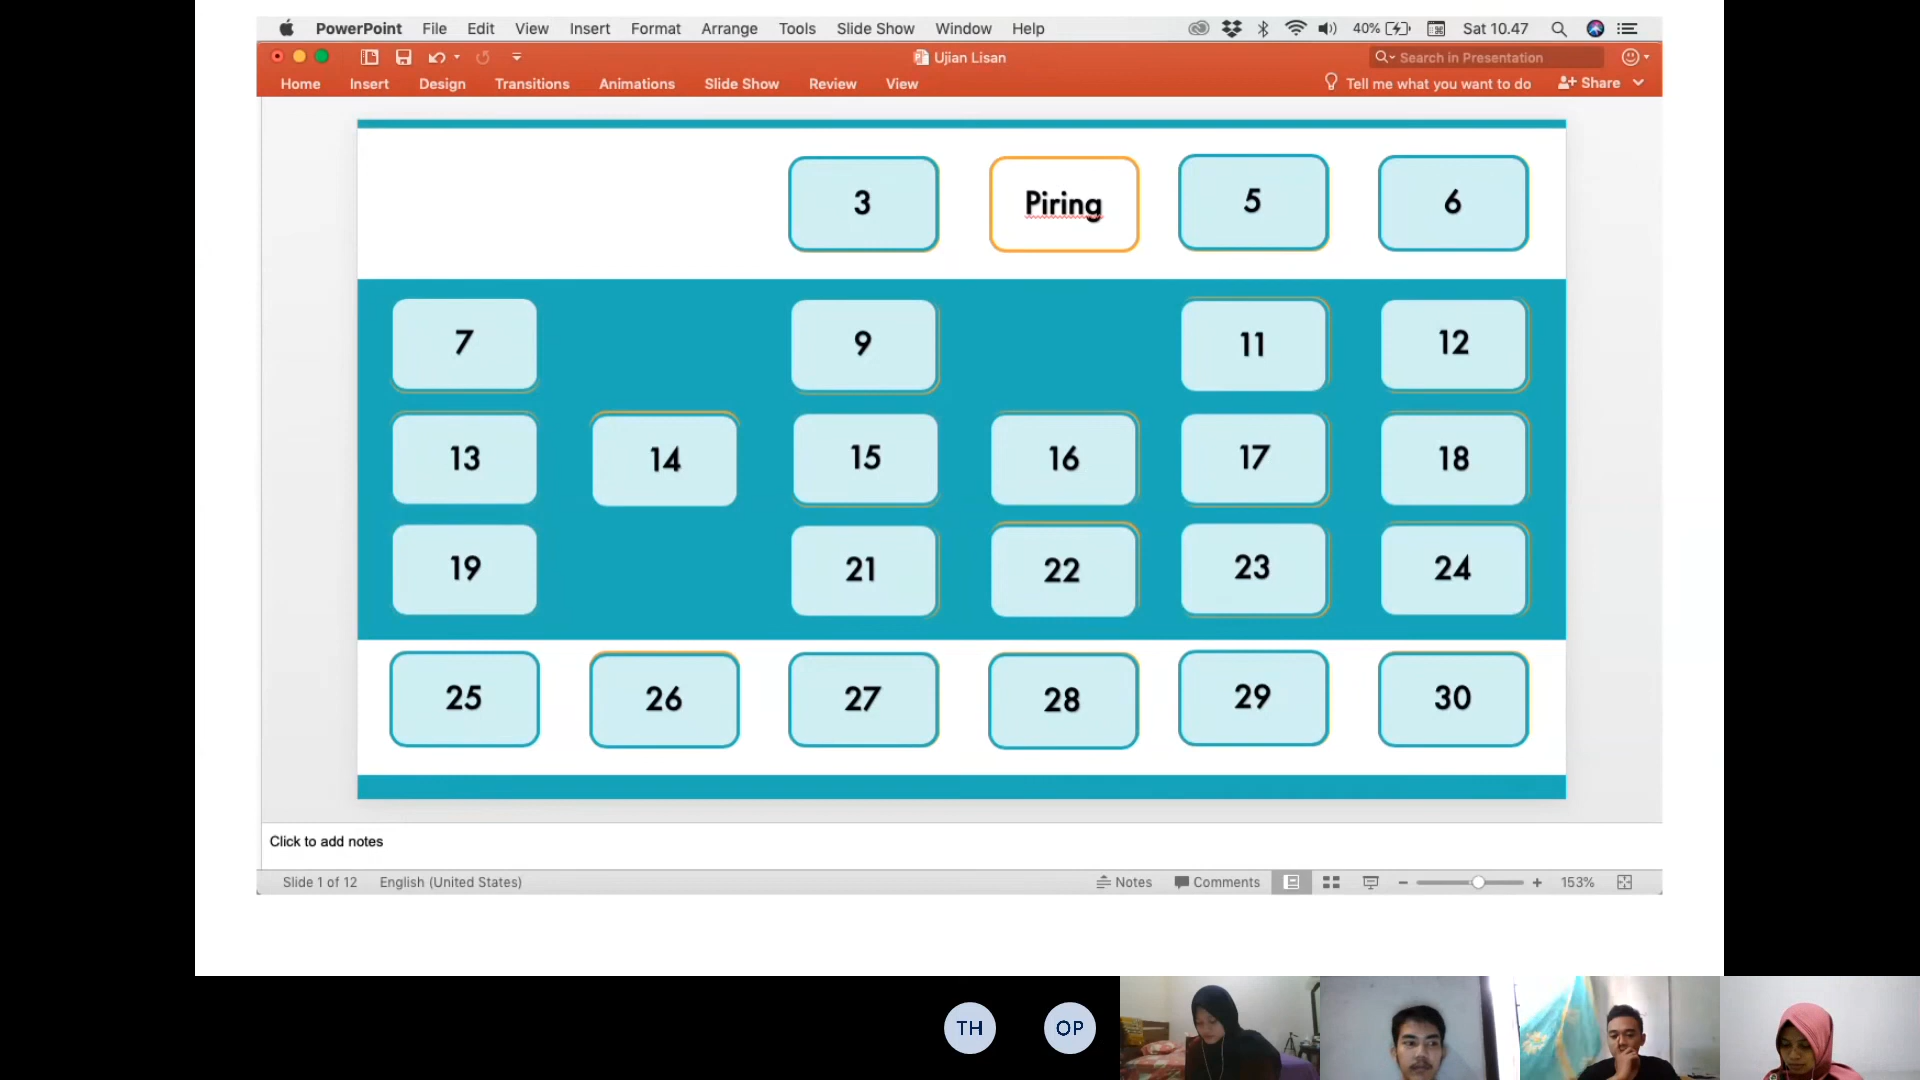 PowerPoint File Edit View Insert Format Arrange Tools Slide Show Window Help 40% Sat 10.47
Ujian Lisan Search in Presentation
Home Insert Design Transitions Animations Slide Show Review View Tell me what you want to do Share
3 Piring 5 6
7 9 11 12
13 14 15 16 17 18
19 21 22 23 24
25 26 27 28 29 30
Click to add notes
Slide 1 of 12 English (United States) Notes Comments 153%
TH OP